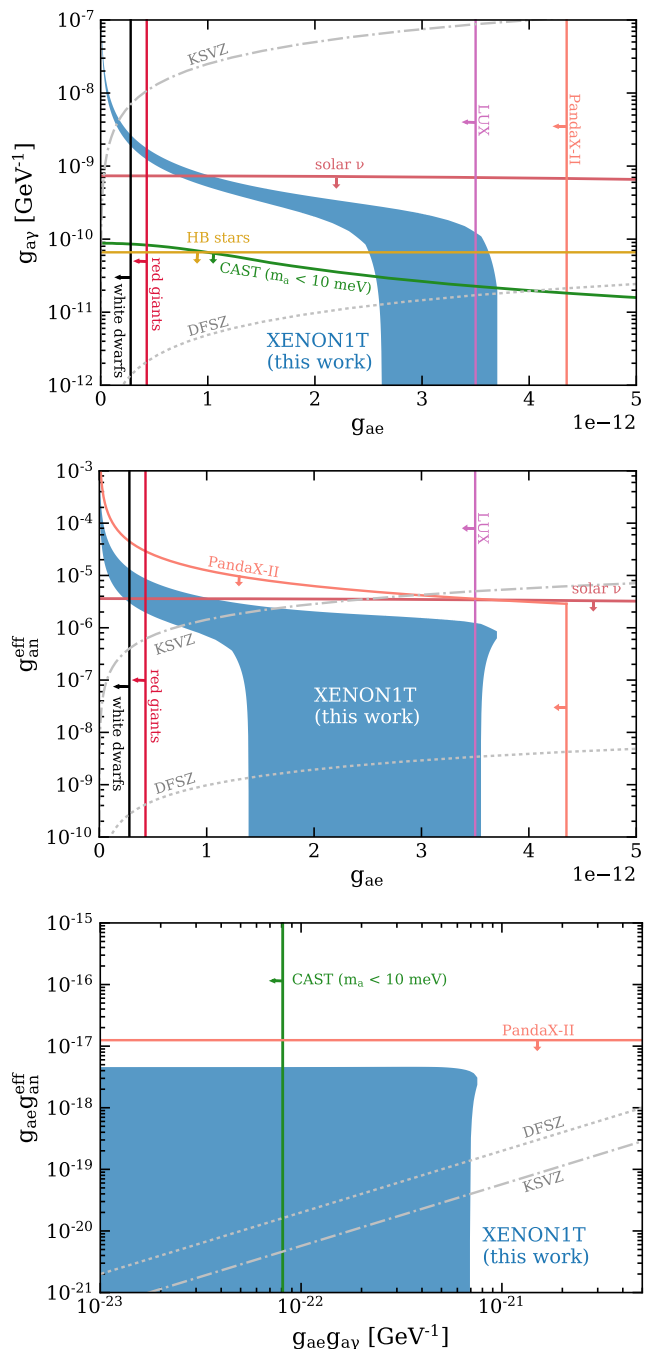 10⁻⁷
KSVZ
10⁻⁸
LUX
PandaX-II
10⁻⁹
solar ν
g_aγ [GeV⁻¹]
10⁻¹⁰
HB stars
CAST (m_a < 10 meV)
red giants
white dwarfs
10⁻¹¹
DFSZ
XENON1T
(this work)
10⁻¹²
0 1 2 3 4 5
g_ae
1e−12
10⁻³
10⁻⁴
LUX
PandaX-II
10⁻⁵
solar ν
g_an^eff
10⁻⁶
KSVZ
10⁻⁷
red giants
white dwarfs
XENON1T
(this work)
10⁻⁸
DFSZ
10⁻⁹
10⁻¹⁰
0 1 2 3 4 5
g_ae
1e−12
10⁻¹⁵
10⁻¹⁶
CAST (m_a < 10 meV)
10⁻¹⁷
PandaX-II
g_ae g_an^eff
10⁻¹⁸
DFSZ
10⁻¹⁹
KSVZ
10⁻²⁰
XENON1T
(this work)
10⁻²¹
10⁻²³ 10⁻²² 10⁻²¹
g_ae g_aγ [GeV⁻¹]